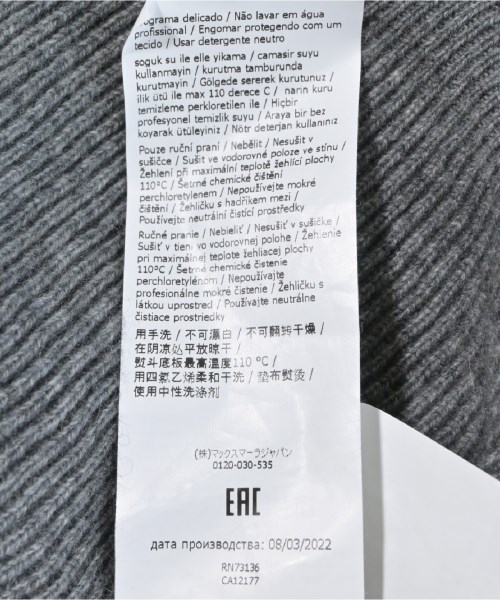 programa delicado / Não lavar em água
profissional / Engomar protegendo com um
tecido / Usar detergente neutro
soguk su ile elle yikama / camasir suyu
kullanmayin / kurutma tamburunda
kurutmayin / Gölgede sererek kurutunuz /
ilik ütü ile max 110 derece C / narin kuru
temizleme perkloretilen ile / Hiçbir
profesyonel temizlik suyu / Araya bir bez
koyarak ütüleyiniz / Nötr deterjan kullanınız
Pouze ruční praní / Nebělit / Nesušit v
sušičce / Sušit ve vodorovné poloze ve stínu /
Žehlení při maximální teplotě žehlící plochy
110°C / Šetrné chemické čištění
perchloretylenem / Nepoužívejte mokré
čištění / Žehličku s hadříkem mezi /
Používejte neutrální čisticí prostředky
Ručné pranie / Nebieliť / Nesušiť v sušičke /
Sušiť v tieni vo vodorovnej polohe / Žehlenie
pri maximálnej teplote žehliacej plochy
110°C / Šetrné chemické čistenie
perchloretylénom / Nepoužívajte
profesionálne mokré čistenie / Žehličku s
látkou uprostred / Používajte neutrálne
čistiace prostriedky
用手洗 / 不可漂白 / 不可翻转干燥 /
在阴凉处平放晾干 /
熨斗底板最高温度110 °C /
用四氯乙烯柔和干洗 / 垫布熨烫 /
使用中性洗涤剂
(株)マックスマーラジャパン
0120-030-535
EAC
дата производства: 08/03/2022
RN73136
CA12177